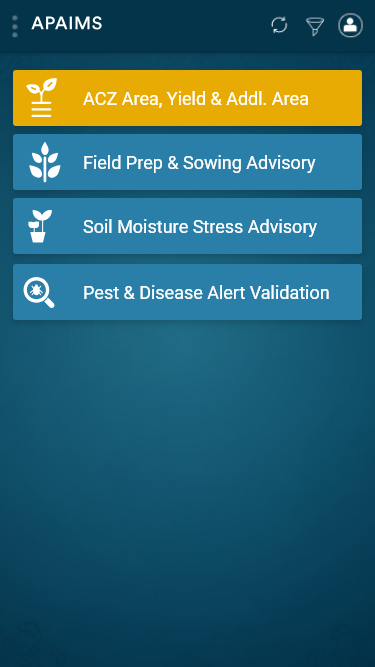 APAIMS
ACZ Area, Yield & Addl. Area
Field Prep & Sowing Advisory
Soil Moisture Stress Advisory
Pest & Disease Alert Validation